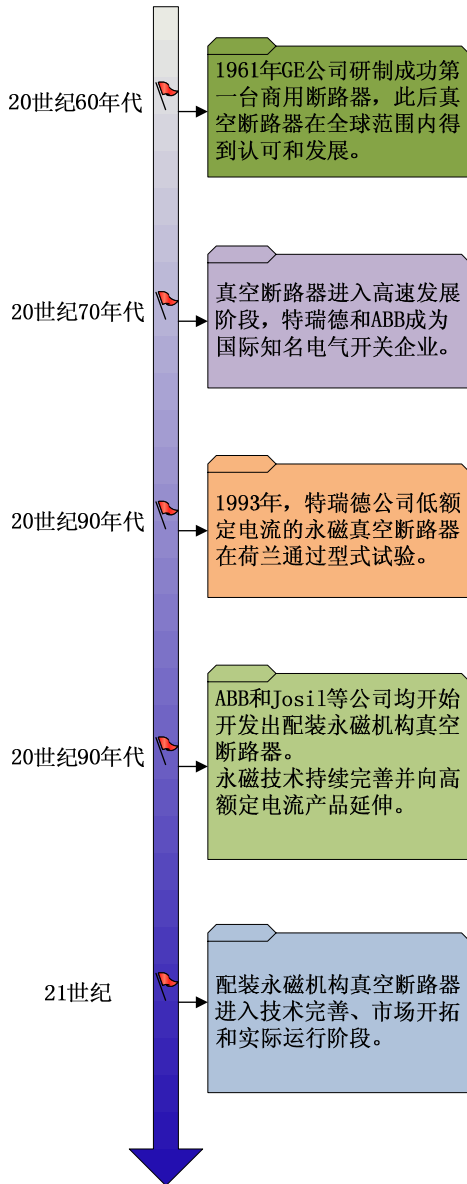 20世纪60年代
1961年GE公司研制成功第
一台商用断路器，此后真
空断路器在全球范围内得
到认可和发展。
20世纪70年代
真空断路器进入高速发展
阶段，特瑞德和ABB成为
国际知名电气开关企业。
20世纪90年代
1993年，特瑞德公司低额
定电流的永磁真空断路器
在荷兰通过型式试验。
20世纪90年代
ABB和Josil等公司均开始
开发出配装永磁机构真空
断路器。
永磁技术持续完善并向高
额定电流产品延伸。
21世纪
配装永磁机构真空断路器
进入技术完善、市场开拓
和实际运行阶段。